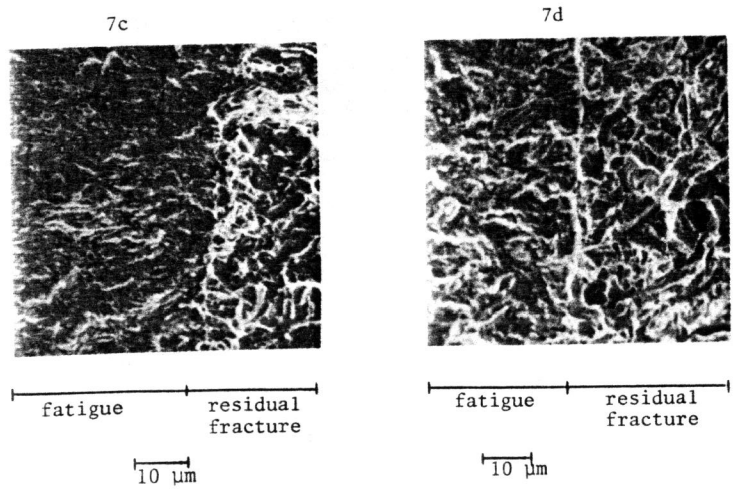 7c
7d
fatigue
residual
fracture
10 µm
fatigue
residual
fracture
10 µm